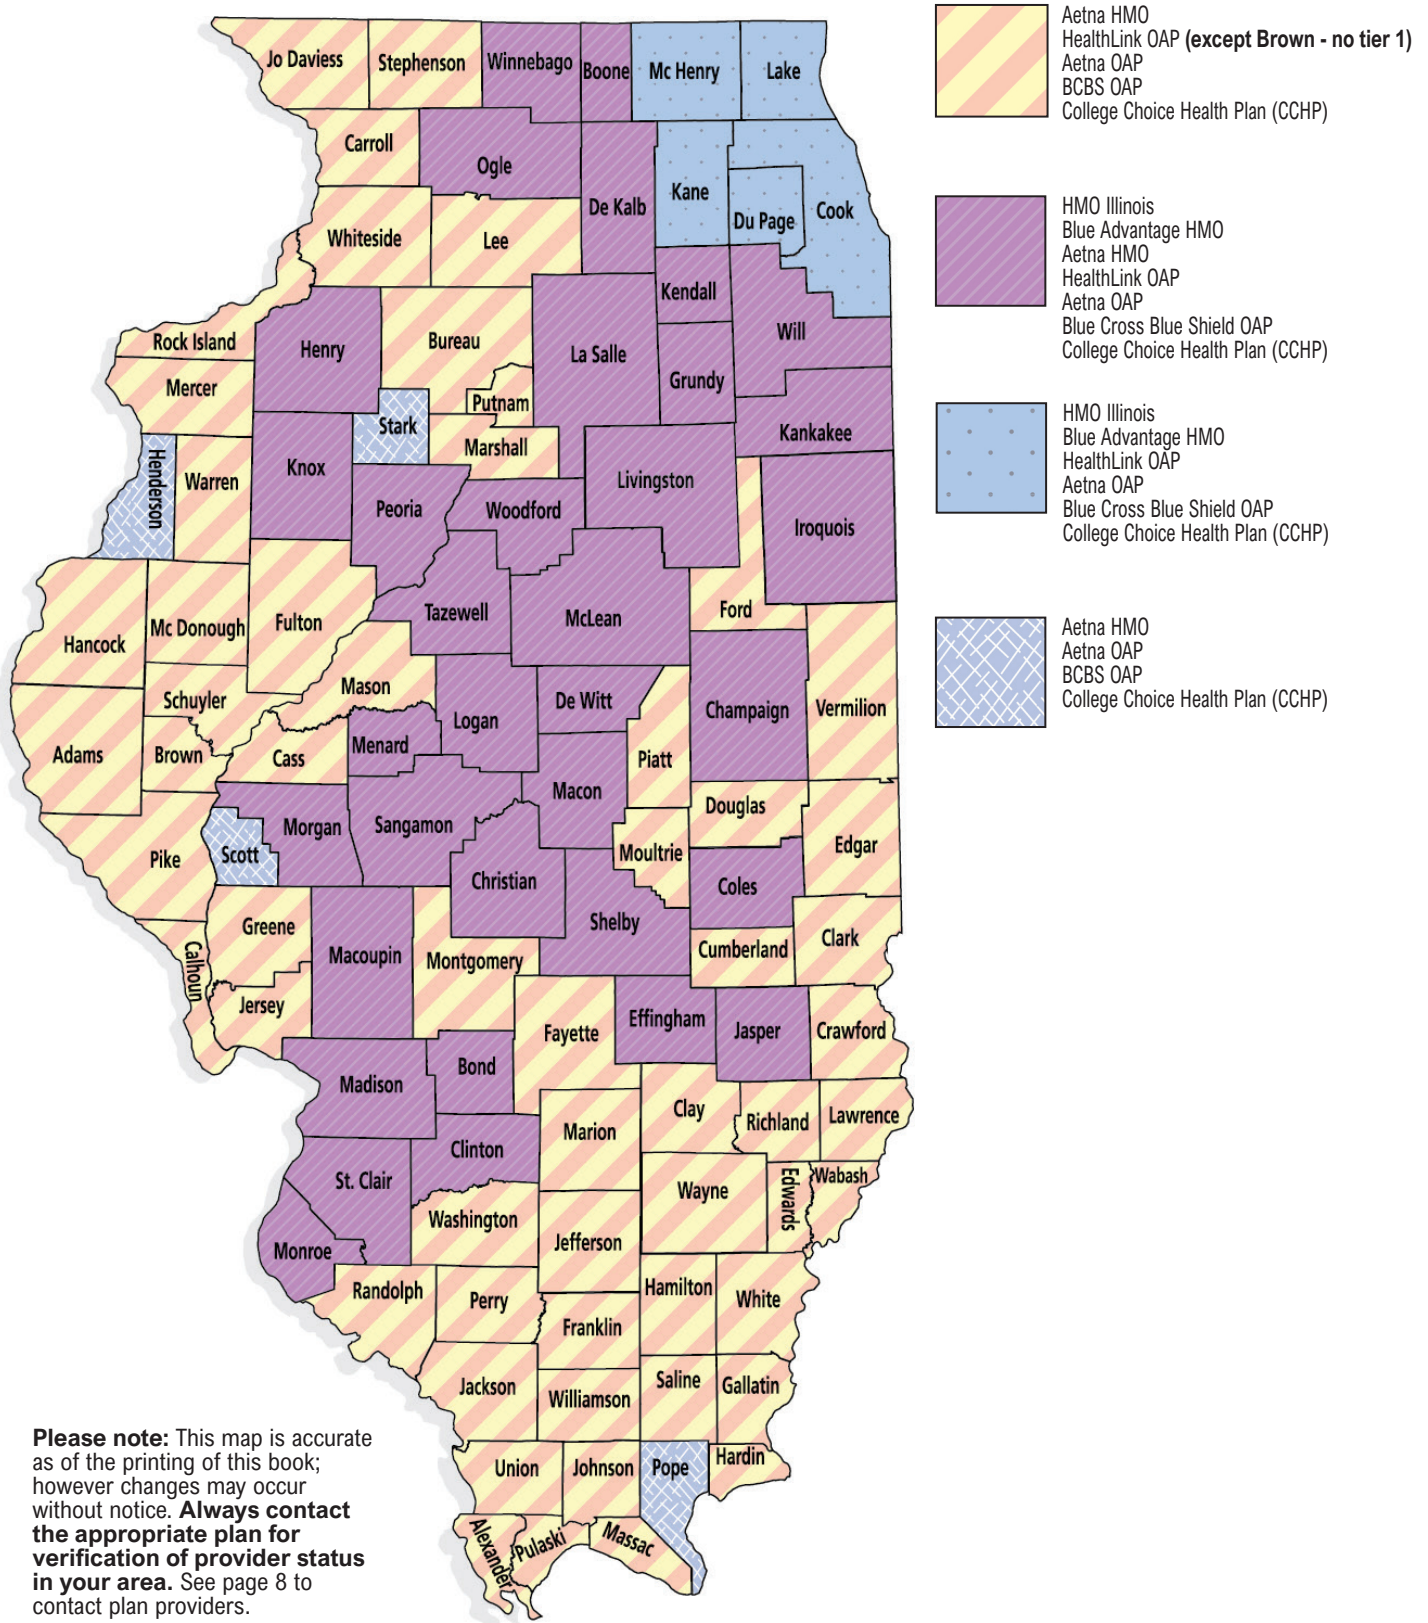 Jo Daviess
Stephenson
Winnebago
Boone
Mc Henry
Lake
Carroll
Ogle
De Kalb
Kane
Du Page
Cook
Whiteside
Lee
Kendall
Will
Rock Island
Henry
Bureau
La Salle
Grundy
Mercer
Putnam
Stark
Marshall
Kankakee
Henderson
Warren
Knox
Peoria
Woodford
Livingston
Iroquois
Hancock
Mc Donough
Fulton
Tazewell
McLean
Ford
Schuyler
Mason
Logan
De Witt
Champaign
Vermilion
Adams
Brown
Cass
Menard
Piatt
Macon
Douglas
Pike
Scott
Morgan
Sangamon
Christian
Moultrie
Edgar
Coles
Shelby
Greene
Calhoun
Macoupin
Montgomery
Cumberland
Clark
Jersey
Fayette
Effingham
Jasper
Crawford
Madison
Bond
Clay
Richland
Lawrence
Marion
Clinton
St. Clair
Wayne
Edwards
Wabash
Washington
Jefferson
Monroe
Randolph
Perry
Hamilton
White
Franklin
Jackson
Williamson
Saline
Gallatin
Union
Johnson
Pope
Hardin
Alexander
Pulaski
Massac
Aetna HMO
HealthLink OAP (except Brown - no tier 1)
Aetna OAP
BCBS OAP
College Choice Health Plan (CCHP)
HMO Illinois
Blue Advantage HMO
Aetna HMO
HealthLink OAP
Aetna OAP
Blue Cross Blue Shield OAP
College Choice Health Plan (CCHP)
HMO Illinois
Blue Advantage HMO
HealthLink OAP
Aetna OAP
Blue Cross Blue Shield OAP
College Choice Health Plan (CCHP)
Aetna HMO
Aetna OAP
BCBS OAP
College Choice Health Plan (CCHP)
Please note: This map is accurate
as of the printing of this book;
however changes may occur
without notice. Always contact
the appropriate plan for
verification of provider status
in your area. See page 8 to
contact plan providers.